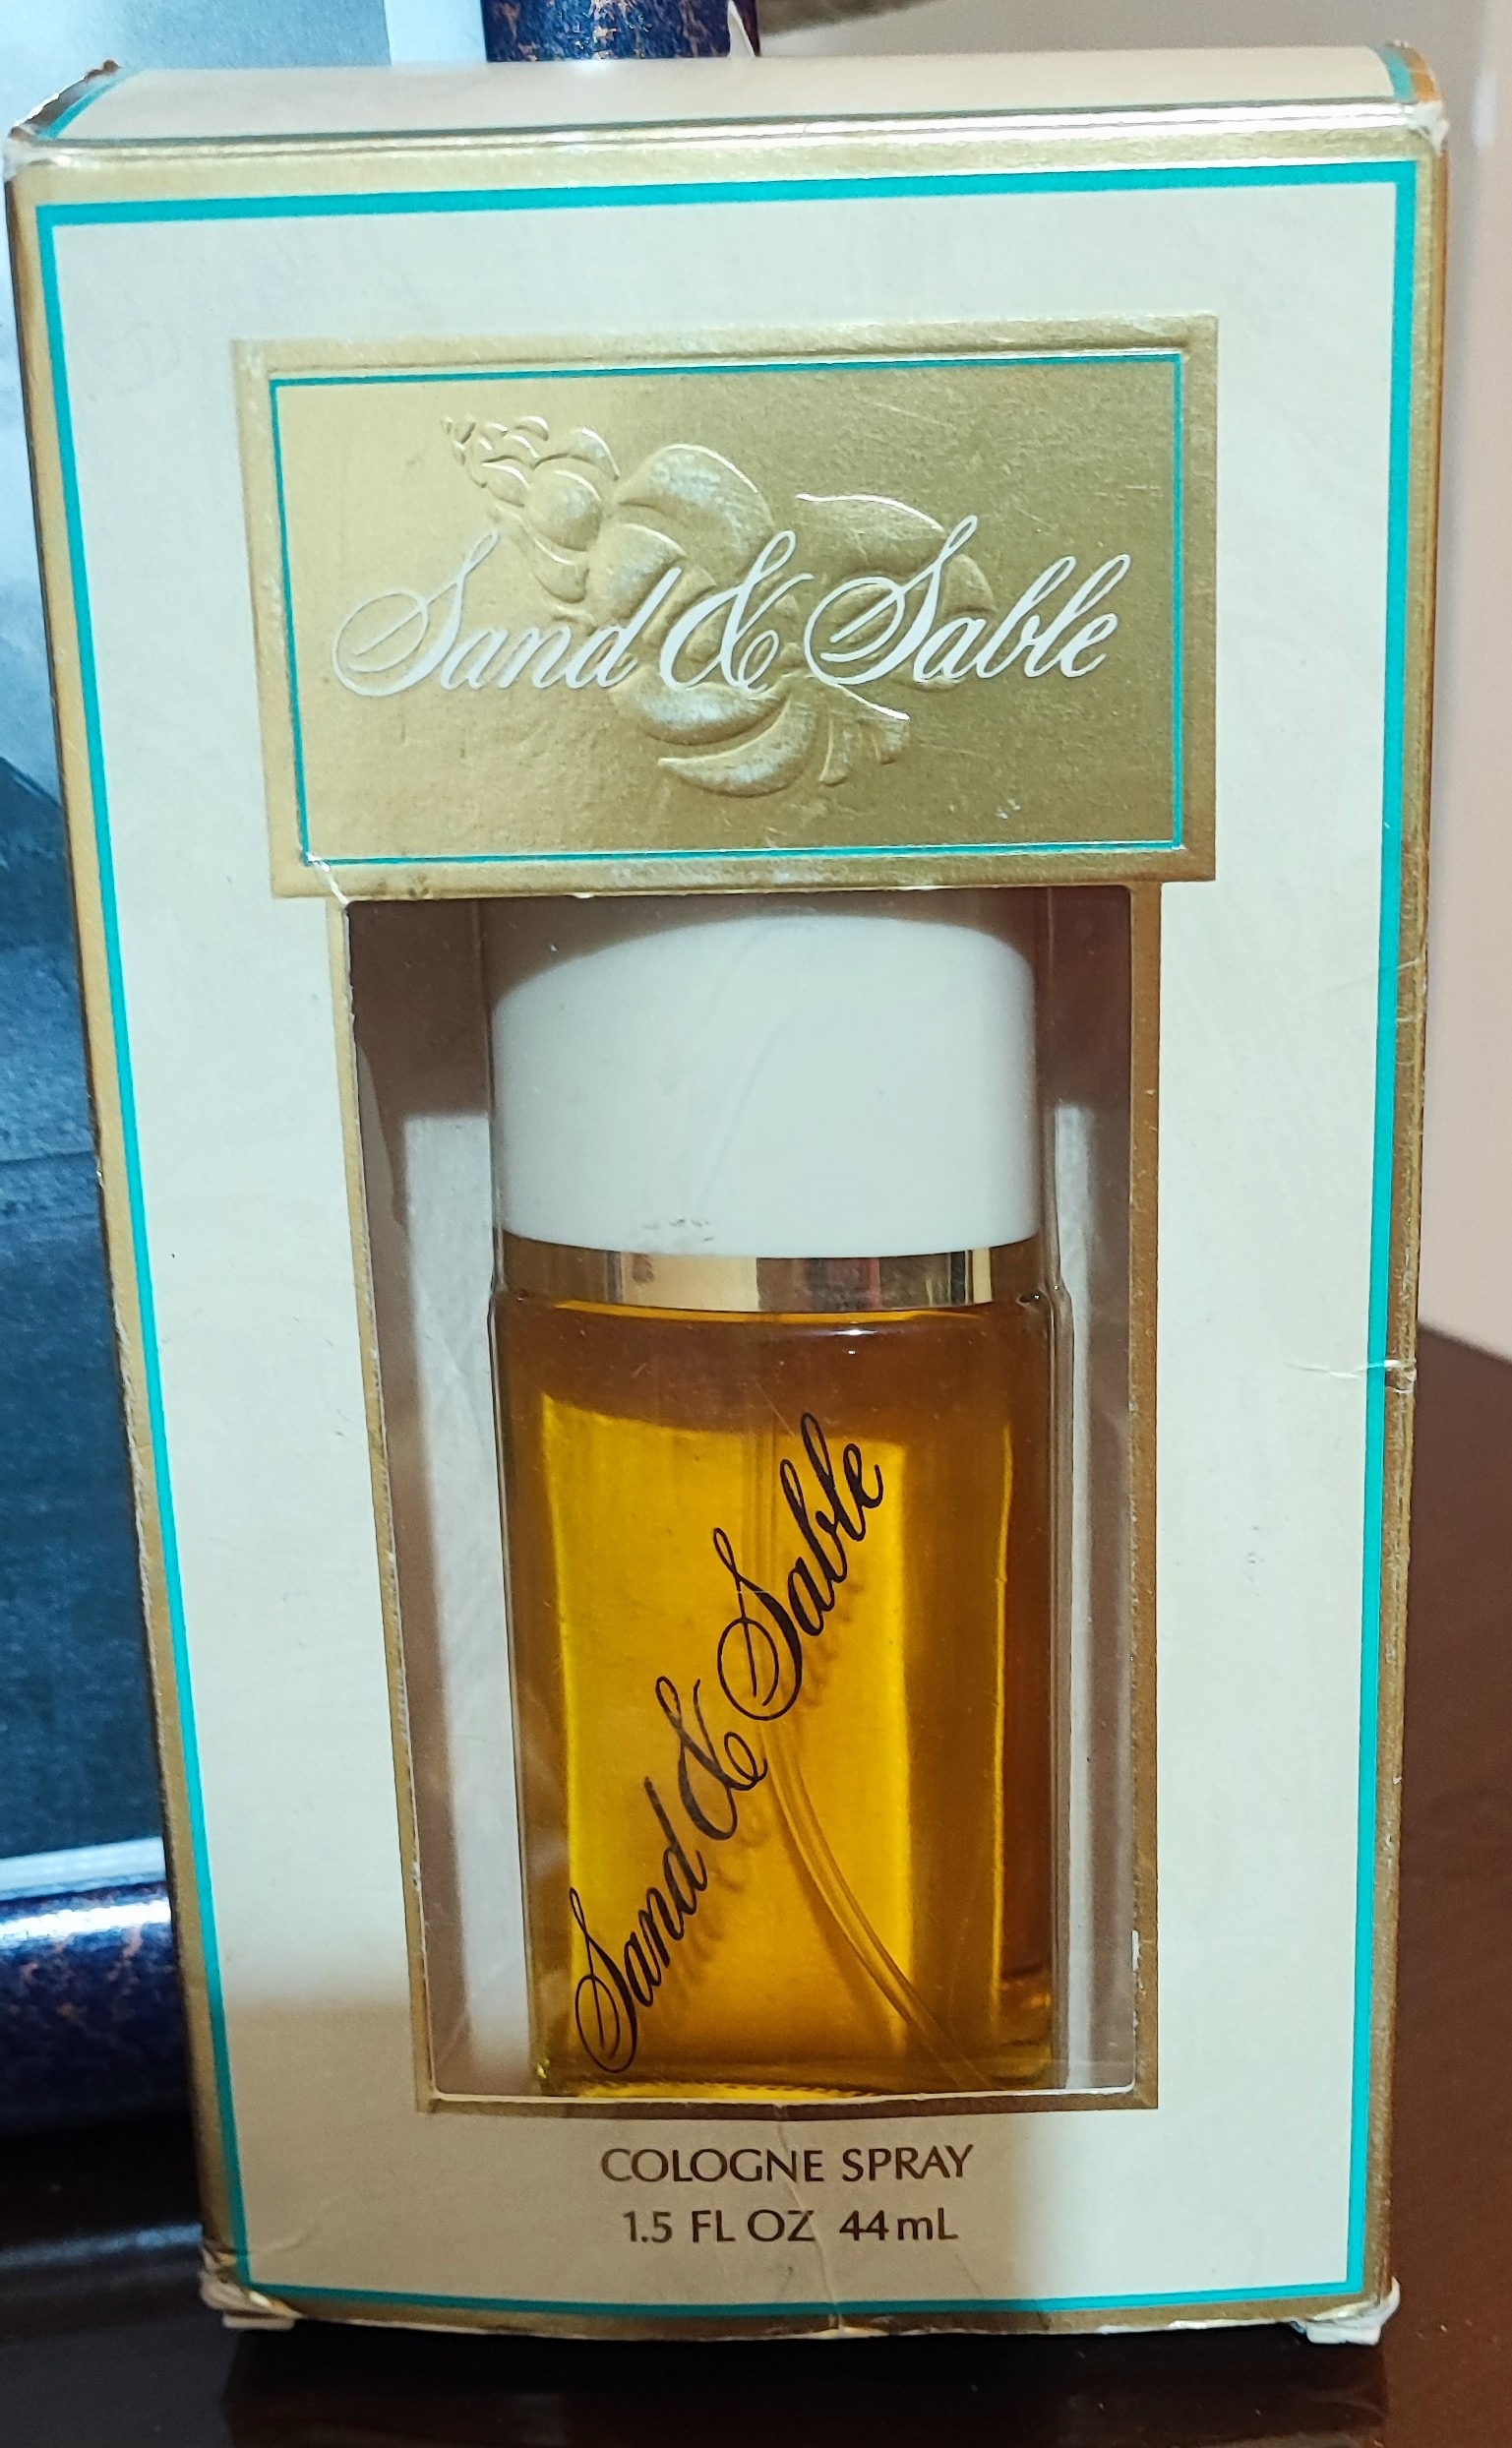 Sand & Sable
Sand & Sable
COLOGNE SPRAY
1.5 FL OZ 44mL